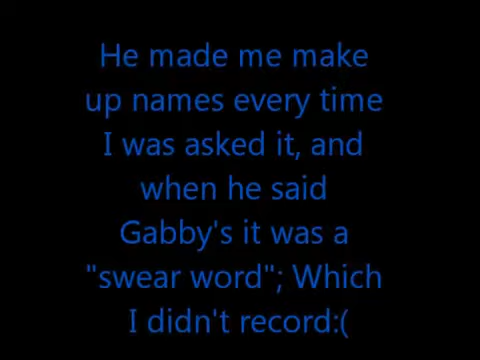 He made me make
up names every time
I was asked it, and
when he said
Gabby's it was a
"swear word"; Which
I didn't record:(